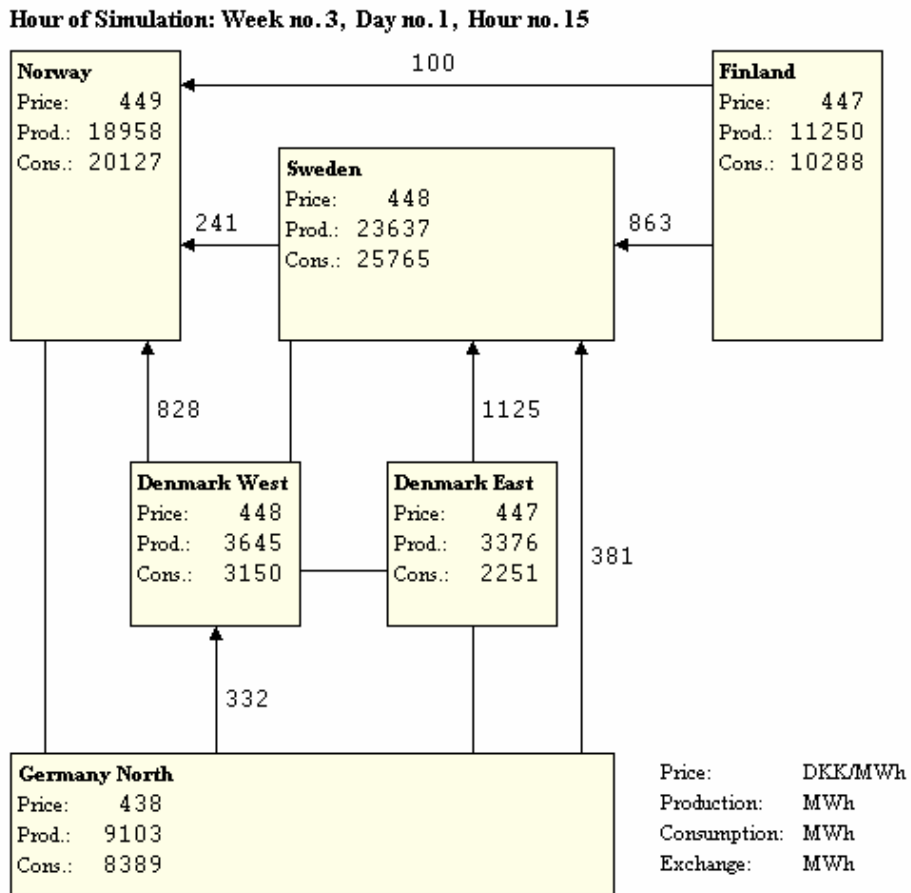 Hour of Simulation: Week no. 3, Day no. 1, Hour no. 15
100
Norway
Price: 449
Prod.: 18958
Cons.: 20127
Finland
Price: 447
Prod.: 11250
Cons.: 10288
Sweden
Price: 448
Prod.: 23637
Cons.: 25765
241
863
828
1125
Denmark West
Price: 448
Prod.: 3645
Cons.: 3150
Denmark East
Price: 447
Prod.: 3376
Cons.: 2251
381
332
Germany North
Price: 438
Prod.: 9103
Cons.: 8389
Price: DKK/MWh
Production: MWh
Consumption: MWh
Exchange: MWh